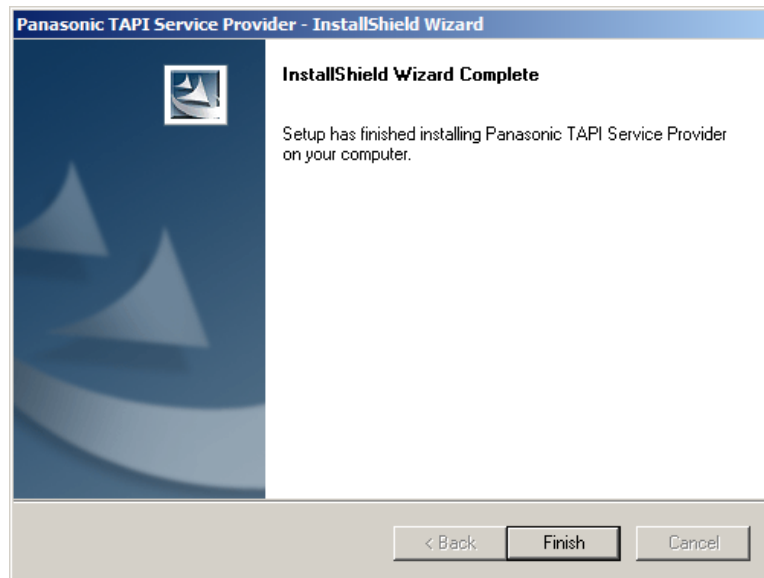 Panasonic TAPI Service Provider - InstallShield Wizard
InstallShield Wizard Complete
Setup has finished installing Panasonic TAPI Service Provider
on your computer.
< Back
Finish
Cancel